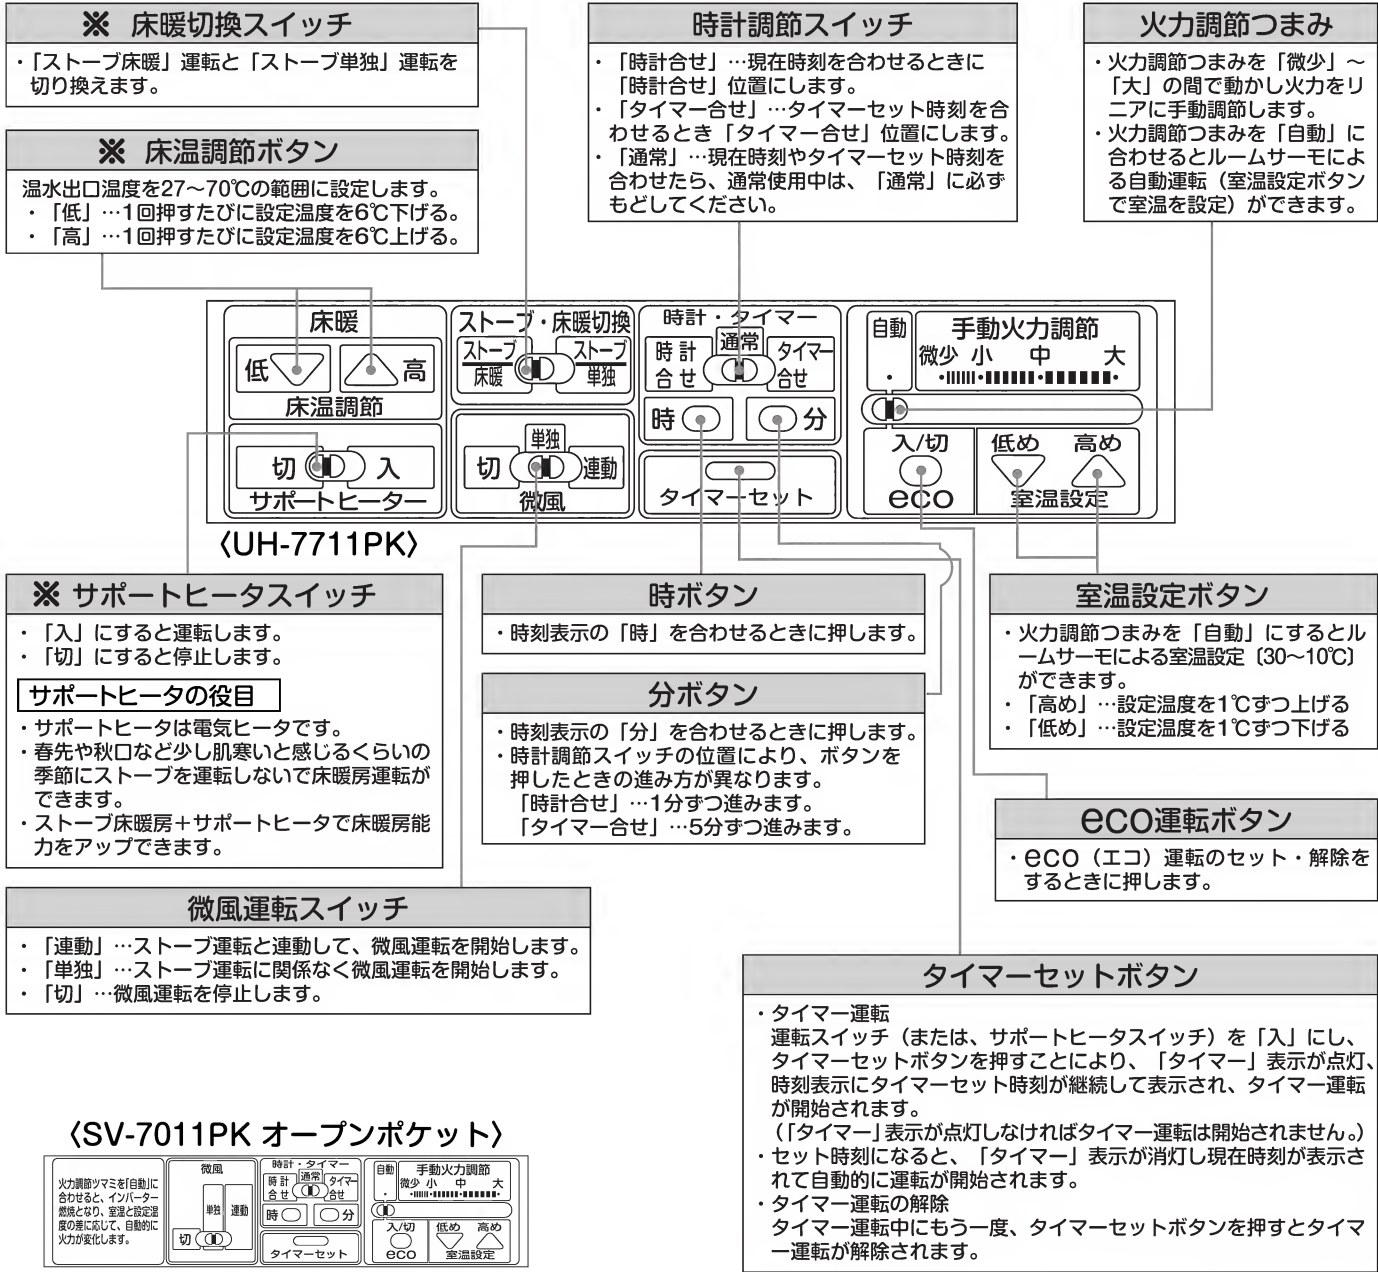 ※ 床暖切換スイッチ
・「ストーブ床暖」運転と「ストーブ単独」運転を
切り換えます。
※ 床温調節ボタン
温水出口温度を27～70℃の範囲に設定します。
・「低」…1回押すたびに設定温度を6℃下げる。
・「高」…1回押すたびに設定温度を6℃上げる。
時計調節スイッチ
・「時計合せ」…現在時刻を合わせるときに
「時計合せ」位置にします。
・「タイマー合せ」…タイマーセット時刻を合
わせるとき「タイマー合せ」位置にします。
・「通常」…現在時刻やタイマーセット時刻を
合わせたら、通常使用中は、「通常」に必ず
もどしてください。
火力調節つまみ
・火力調節つまみを「微少」～
「大」の間で動かし火力をリ
ニアに手動調節します。
・火力調節つまみを「自動」に
合わせるとルームサーモによ
る自動運転（室温設定ボタン
で室温を設定）ができます。
床暖
低
高
床温調節
切
入
サポートヒーター
ストーブ・床暖切換
ストーブ
床暖
ストーブ
単独
単独
切
連動
微風
時計・タイマー
時計
合せ
通常
タイマー
合せ
時
分
タイマーセット
自動
手動火力調節
微少 小 中 大
入/切
eco
低め
高め
室温設定
〈UH-7711PK〉
※ サポートヒータスイッチ
・「入」にすると運転します。
・「切」にすると停止します。
サポートヒータの役目
・サポートヒータは電気ヒータです。
・春先や秋口など少し肌寒いと感じるくらいの
季節にストーブを運転しないで床暖房運転が
できます。
・ストーブ床暖房＋サポートヒータで床暖房能
力をアップできます。
時ボタン
・時刻表示の「時」を合わせるときに押します。
分ボタン
・時刻表示の「分」を合わせるときに押します。
・時計調節スイッチの位置により、ボタンを
押したときの進み方が異なります。
「時計合せ」…1分ずつ進みます。
「タイマー合せ」…5分ずつ進みます。
室温設定ボタン
・火力調節つまみを「自動」にするとル
ームサーモによる室温設定〔30～10℃〕
ができます。
・「高め」…設定温度を1℃ずつ上げる
・「低め」…設定温度を1℃ずつ下げる
eco運転ボタン
・eco（エコ）運転のセット・解除を
するときに押します。
微風運転スイッチ
・「連動」…ストーブ運転と連動して、微風運転を開始します。
・「単独」…ストーブ運転に関係なく微風運転を開始します。
・「切」…微風運転を停止します。
タイマーセットボタン
・タイマー運転
運転スイッチ（または、サポートヒータスイッチ）を「入」にし、
タイマーセットボタンを押すことにより、「タイマー」表示が点灯、
時刻表示にタイマーセット時刻が継続して表示され、タイマー運転
が開始されます。
（「タイマー」表示が点灯しなければタイマー運転は開始されません。）
・セット時刻になると、「タイマー」表示が消灯し現在時刻が表示さ
れて自動的に運転が開始されます。
・タイマー運転の解除
タイマー運転中にもう一度、タイマーセットボタンを押すとタイマ
ー運転が解除されます。
〈SV-7011PK オープンポケット〉
火力調節ツマミを「自動」に
合わせると、インバーター
燃焼となり、室温と設定温
度の差に応じて、自動的に
火力が変化します。
微風
切
単独
連動
時計・タイマー
時計
合せ
通常
タイマー
合せ
時
分
タイマーセット
自動
手動火力調節
微少 小 中 大
入/切
eco
低め
高め
室温設定